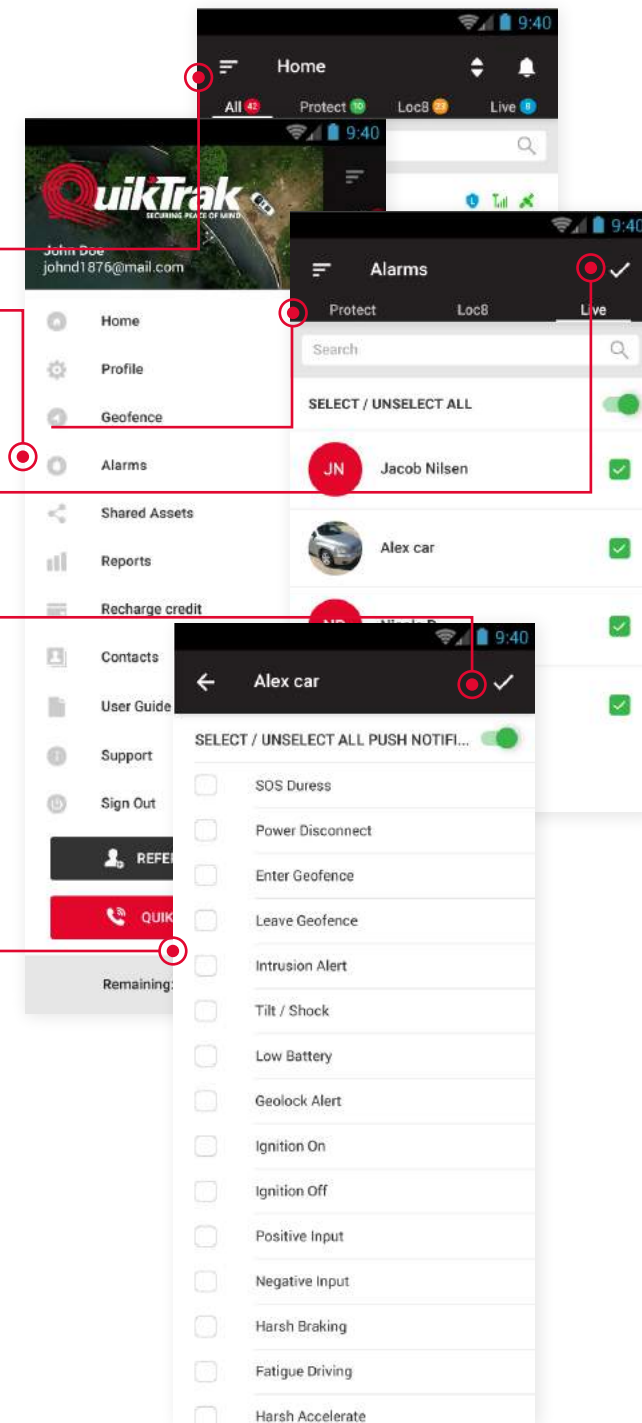 9:40
Home
All 42 Protect 10 Loc8 23 Live 8
9:40
QuikTrak
SECURING PEACE OF MIND
John Doe
johnd1876@mail.com
Home
Profile
Geofence
Alarms
Shared Assets
Reports
Recharge credit
Contacts
User Guide
Support
Sign Out
REFE
QUIK
Remaining:
9:40
Alarms
Protect Loc8 Live
Search
SELECT / UNSELECT ALL
JN Jacob Nilsen
Alex car
9:40
Alex car
SELECT / UNSELECT ALL PUSH NOTIFI...
SOS Duress
Power Disconnect
Enter Geofence
Leave Geofence
Intrusion Alert
Tilt / Shock
Low Battery
Geolock Alert
Ignition On
Ignition Off
Positive Input
Negative Input
Harsh Braking
Fatigue Driving
Harsh Accelerate